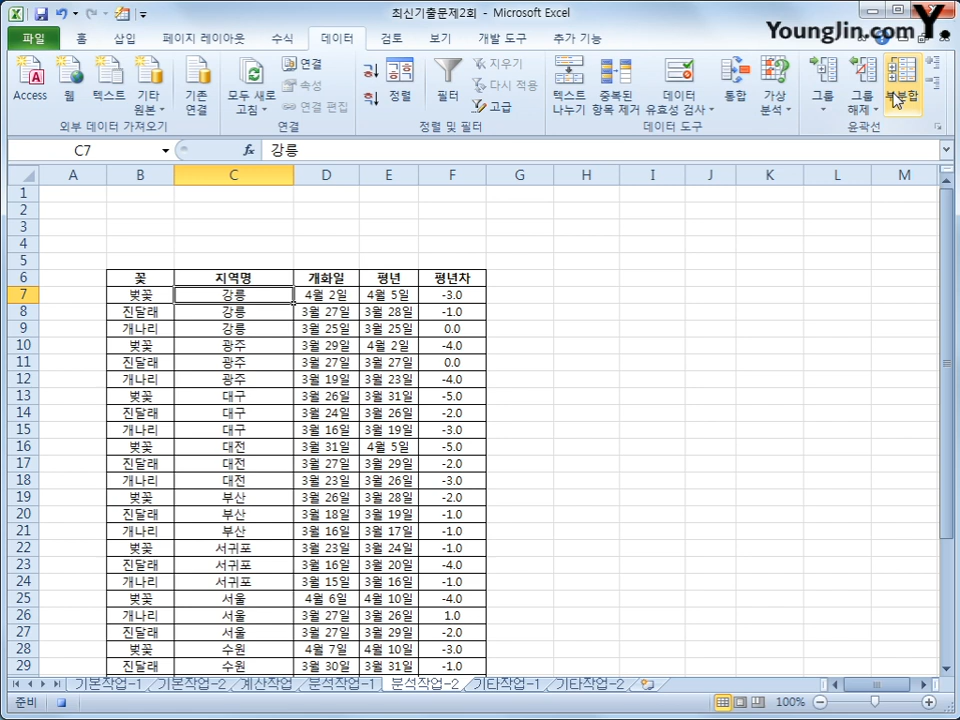 최신기출문제2회 - Microsoft Excel
YoungJin.com Y.
파일 홈 삽입 페이지 레이아웃 수식 데이터 검토 보기 개발 도구 추가 기능
Access 웹 텍스트 기타 원본 기존 연결 모두 새로 고침 연결 속성 연결 편집 정렬 필터 지우기 다시 적용 고급 텍스트 나누기 중복된 항목 제거 데이터 유효성 검사 통합 가상 분석 그룹 그룹 해제
외부 데이터 가져오기 연결 정렬 및 필터 데이터 도구 윤곽선
C7 fx 강릉
A B C D E F G H I J K L M
1
2
3
4
5
6 꽃 지역명 개화일 평년 평년차
7 벚꽃 강릉 4월 2일 4월 5일 -3.0
8 진달래 강릉 3월 27일 3월 28일 -1.0
9 개나리 강릉 3월 25일 3월 25일 0.0
10 벚꽃 광주 3월 29일 4월 2일 -4.0
11 진달래 광주 3월 27일 3월 27일 0.0
12 개나리 광주 3월 19일 3월 23일 -4.0
13 벚꽃 대구 3월 26일 3월 31일 -5.0
14 진달래 대구 3월 24일 3월 26일 -2.0
15 개나리 대구 3월 16일 3월 19일 -3.0
16 벚꽃 대전 3월 31일 4월 5일 -5.0
17 진달래 대전 3월 27일 3월 29일 -2.0
18 개나리 대전 3월 23일 3월 26일 -3.0
19 벚꽃 부산 3월 26일 3월 28일 -2.0
20 진달래 부산 3월 18일 3월 19일 -1.0
21 개나리 부산 3월 16일 3월 17일 -1.0
22 벚꽃 서귀포 3월 23일 3월 24일 -1.0
23 진달래 서귀포 3월 16일 3월 20일 -4.0
24 개나리 서귀포 3월 15일 3월 16일 -1.0
25 벚꽃 서울 4월 6일 4월 10일 -4.0
26 개나리 서울 3월 27일 3월 26일 1.0
27 진달래 서울 3월 27일 3월 29일 -2.0
28 벚꽃 수원 4월 7일 4월 10일 -3.0
29 진달래 수원 3월 30일 3월 31일 -1.0
기본작업-1 기본작업-2 계산작업 분석작업-1 분석작업-2 기타작업-1 기타작업-2
준비 100%